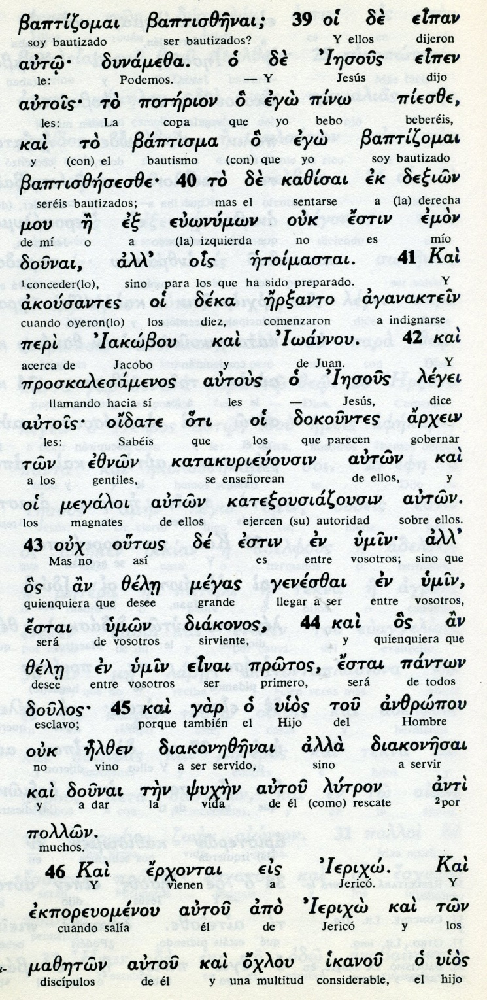 βαπτίζομαι βαπτισθῆναι; 39 οἱ δὲ εἶπαν
soy bautizado ser bautizados? Y ellos dijeron
αὐτῷ· δυνάμεθα. ὁ δὲ Ἰησοῦς εἶπεν
le: Podemos. — Y Jesús dijo
αὐτοῖς· τὸ ποτήριον ὃ ἐγὼ πίνω πίεσθε,
les: La copa que yo bebo beberéis,
καὶ τὸ βάπτισμα ὃ ἐγὼ βαπτίζομαι
y (con) el bautismo (con) que yo soy bautizado
βαπτισθήσεσθε· 40 τὸ δὲ καθίσαι ἐκ δεξιῶν
seréis bautizados; mas el sentarse a (la) derecha
μου ἢ ἐξ εὐωνύμων οὐκ ἔστιν ἐμὸν
de mí o a (la) izquierda no es mío
δοῦναι, ἀλλ' οἷς ἡτοίμασται. 41 Καὶ
¹conceder(lo), sino para los que ha sido preparado. Y
ἀκούσαντες οἱ δέκα ἤρξαντο ἀγανακτεῖν
cuando oyeron(lo) los diez, comenzaron a indignarse
περὶ Ἰακώβου καὶ Ἰωάννου. 42 καὶ
acerca de Jacobo y de Juan. Y
προσκαλεσάμενος αὐτοὺς ὁ Ἰησοῦς λέγει
llamando hacia sí les — Jesús, dice
αὐτοῖς· οἴδατε ὅτι οἱ δοκοῦντες ἄρχειν
les: Sabéis que los que parecen gobernar
τῶν ἐθνῶν κατακυριεύουσιν αὐτῶν καὶ
a los gentiles, se enseñorean de ellos, y
οἱ μεγάλοι αὐτῶν κατεξουσιάζουσιν αὐτῶν.
los magnates de ellos ejercen (su) autoridad sobre ellos.
43 οὐχ οὕτως δέ ἐστιν ἐν ὑμῖν· ἀλλ'
Mas no así es entre vosotros; sino que
ὃς ἂν θέλῃ μέγας γενέσθαι ἐν ὑμῖν,
quienquiera que desee grande llegar a ser entre vosotros,
ἔσται ὑμῶν διάκονος, 44 καὶ ὃς ἂν
será de vosotros sirviente, y quienquiera que
θέλῃ ἐν ὑμῖν εἶναι πρῶτος, ἔσται πάντων
desee entre vosotros ser primero, será de todos
δοῦλος· 45 καὶ γὰρ ὁ υἱὸς τοῦ ἀνθρώπου
esclavo; porque también el Hijo del Hombre
οὐκ ἦλθεν διακονηθῆναι ἀλλὰ διακονῆσαι
no vino a ser servido, sino a servir
καὶ δοῦναι τὴν ψυχὴν αὐτοῦ λύτρον ἀντὶ
y a dar la vida de él (como) rescate ²por
πολλῶν.
muchos.
46 Καὶ ἔρχονται εἰς Ἰεριχώ. Καὶ
Y vienen a Jericó. Y
ἐκπορευομένου αὐτοῦ ἀπὸ Ἰεριχὼ καὶ τῶν
cuando salía él de Jericó y los
μαθητῶν αὐτοῦ καὶ ὄχλου ἱκανοῦ ὁ υἱὸς
discípulos de él y una multitud considerable, el hijo